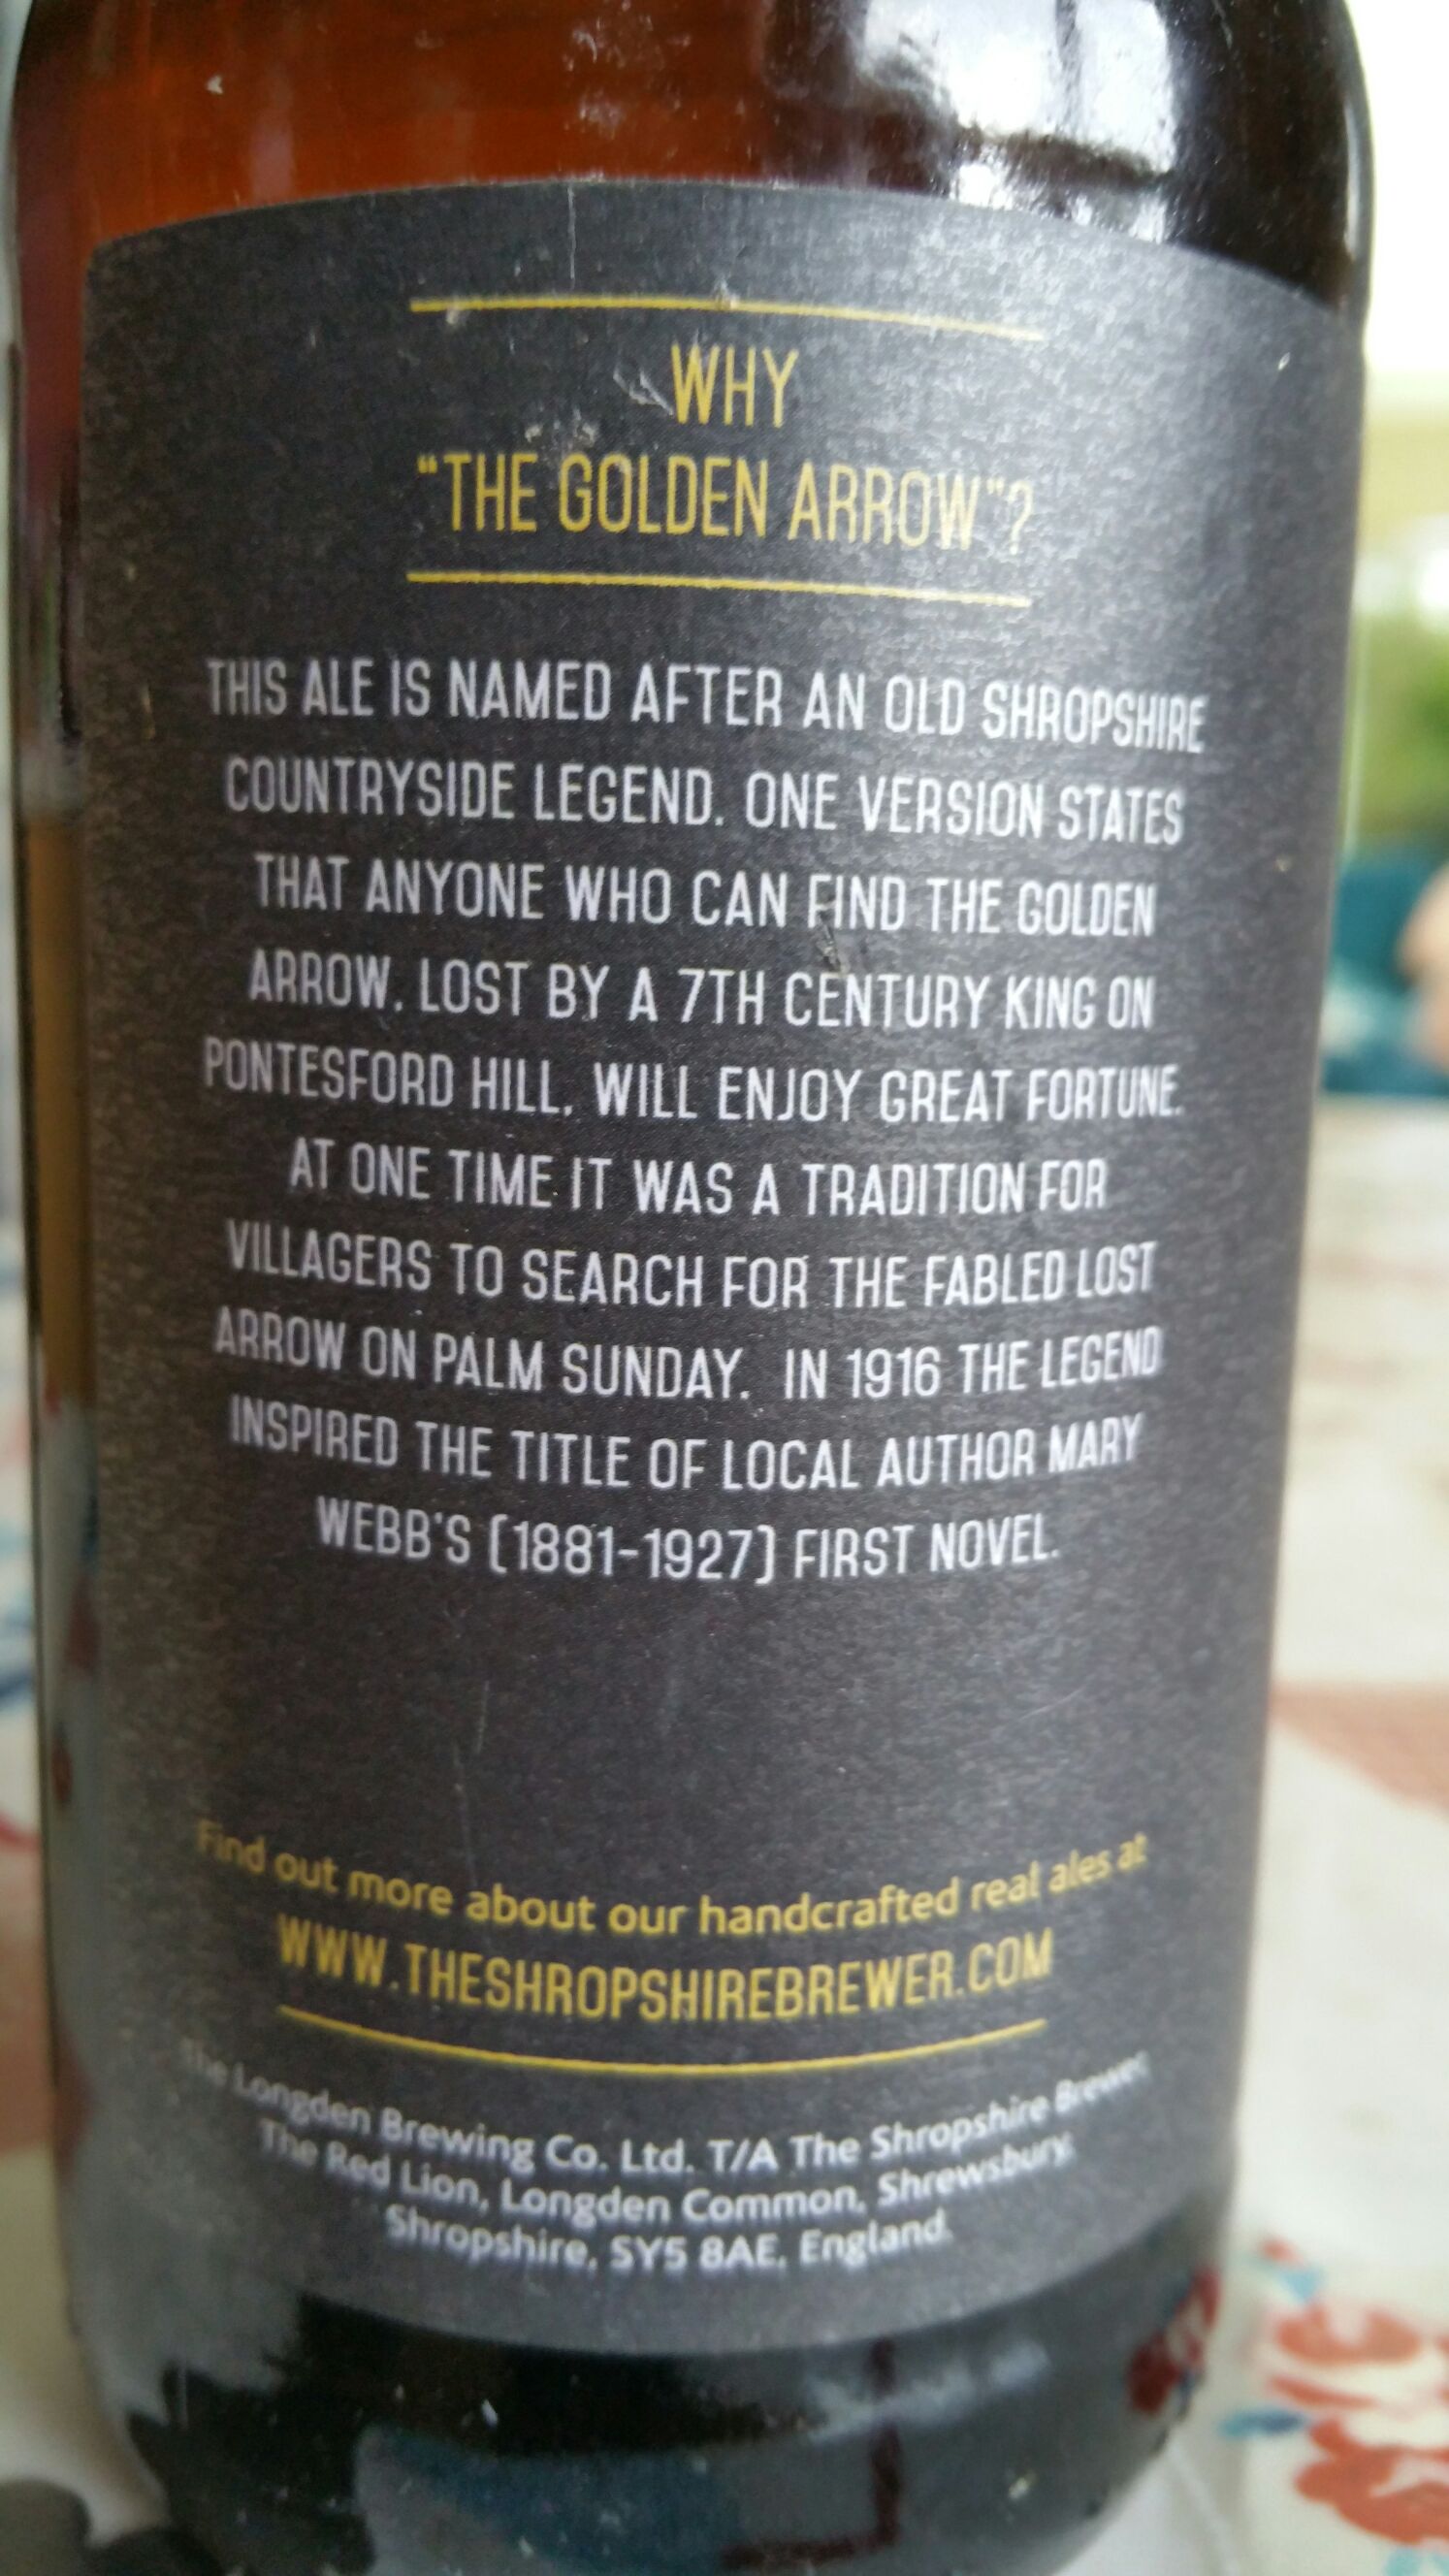 WHY
"THE GOLDEN ARROW"?
THIS ALE IS NAMED AFTER AN OLD SHROPSHIRE
COUNTRYSIDE LEGEND. ONE VERSION STATES
THAT ANYONE WHO CAN FIND THE GOLDEN
ARROW, LOST BY A 7TH CENTURY KING ON
PONTESFORD HILL, WILL ENJOY GREAT FORTUNE.
AT ONE TIME IT WAS A TRADITION FOR
VILLAGERS TO SEARCH FOR THE FABLED LOST
ARROW ON PALM SUNDAY. IN 1916 THE LEGEND
INSPIRED THE TITLE OF LOCAL AUTHOR MARY
WEBB'S (1881-1927) FIRST NOVEL.
Find out more about our handcrafted real ales at
WWW.THESHROPSHIREBREWER.COM
The Longden Brewing Co. Ltd. T/A The Shropshire Brewer,
The Red Lion, Longden Common, Shrewsbury,
Shropshire, SY5 8AE, England.